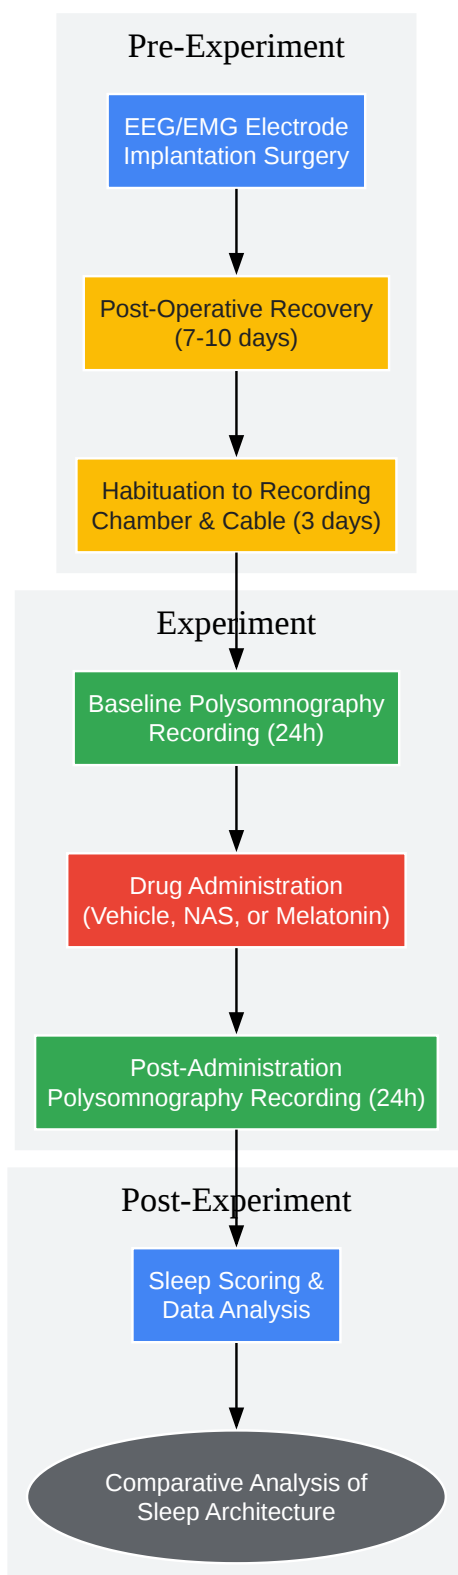 Pre-Experiment
EEG/EMG Electrode
Implantation Surgery
Post-Operative Recovery
(7-10 days)
Habituation to Recording
Chamber & Cable (3 days)
Experiment
Baseline Polysomnography
Recording (24h)
Drug Administration
(Vehicle, NAS, or Melatonin)
Post-Administration
Polysomnography Recording (24h)
Post-Experiment
Sleep Scoring &
Data Analysis
Comparative Analysis of
Sleep Architecture